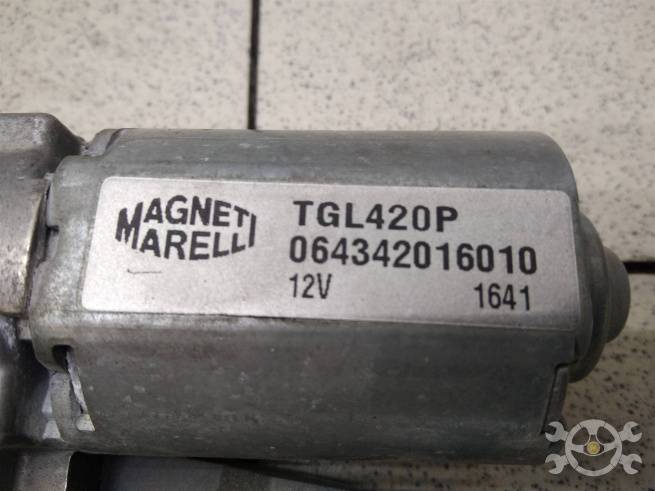 MAGNETI
MARELLI
TGL420P
064342016010
12V 1641